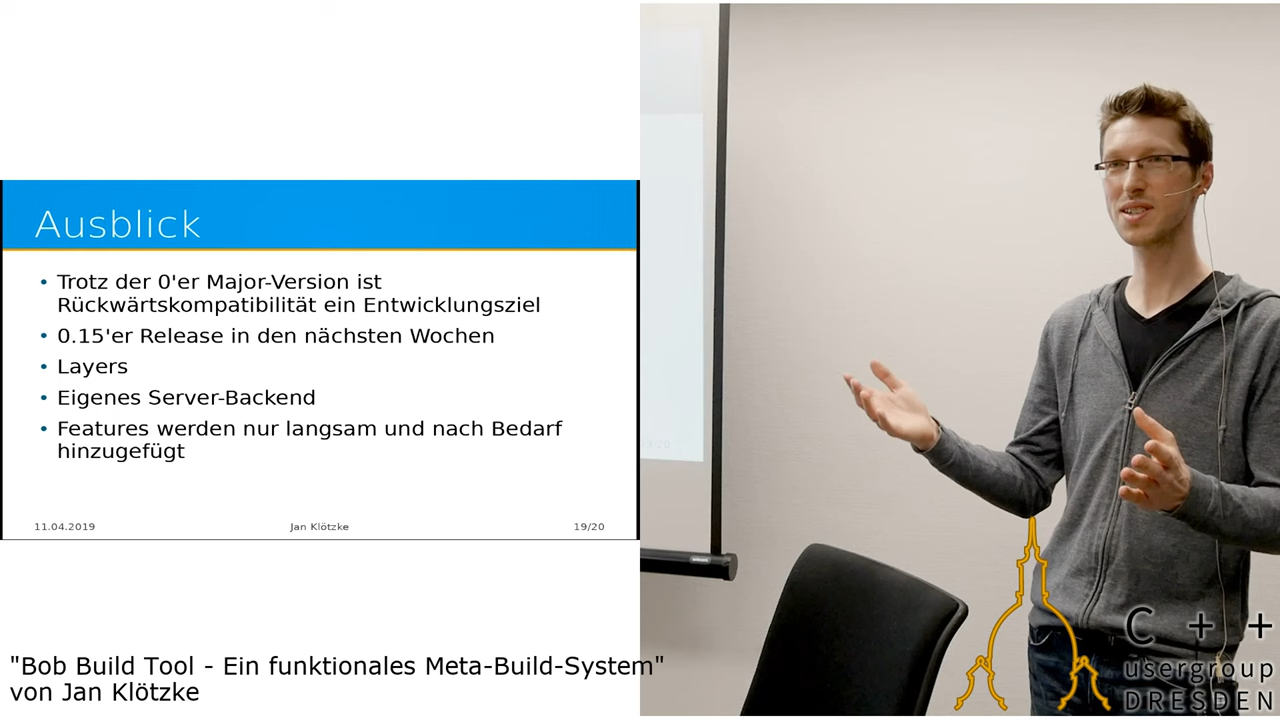 Ausblick
• Trotz der 0'er Major-Version ist
Rückwärtskompatibilität ein Entwicklungsziel
• 0.15'er Release in den nächsten Wochen
• Layers
• Eigenes Server-Backend
• Features werden nur langsam und nach Bedarf
hinzugefügt
11.04.2019 Jan Klötzke 19/20
"Bob Build Tool - Ein funktionales Meta-Build-System"
von Jan Klötzke
C++
usergroup
DRESDEN